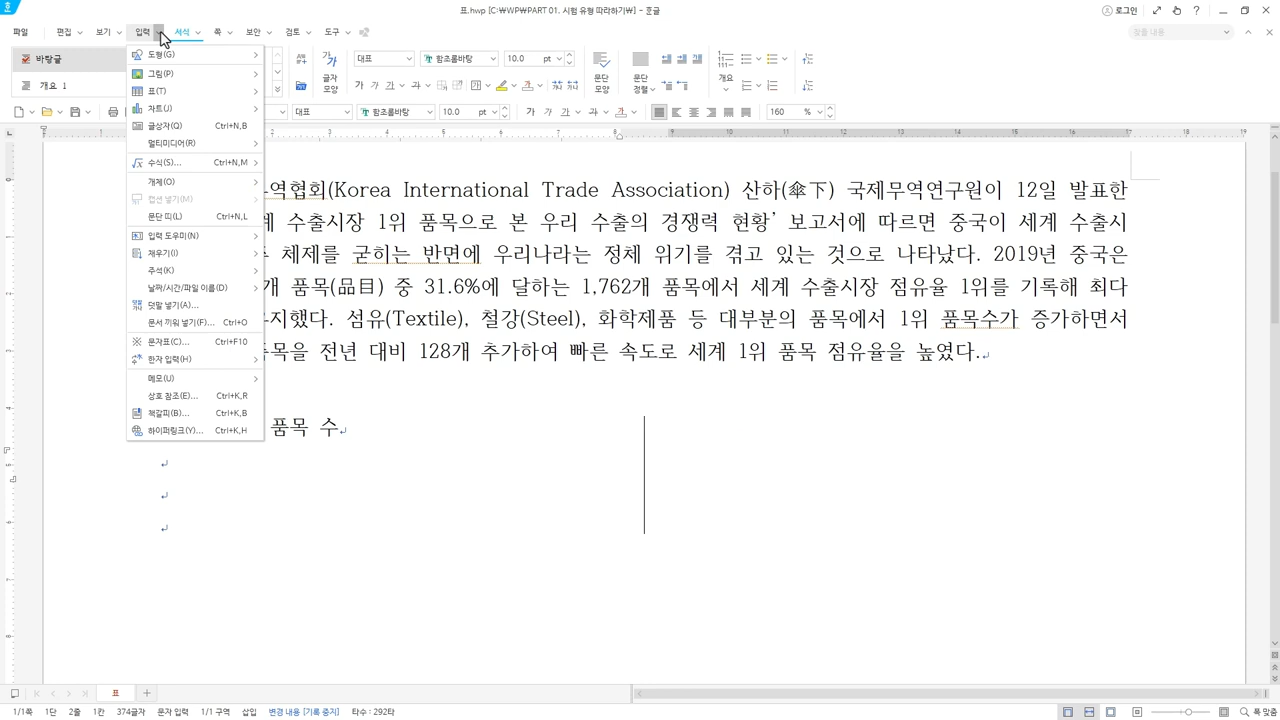 표.hwp [C:\WP\PART 01. 시험 유형 따라하기\] - 호글
로그인
파일 편집 보기 입력 서식 쪽 보안 검토 도구 찾을 내용
바탕글
개요 1
대표 함초롬바탕 10.0 pt
글자 모양
문단 모양
문단 정렬
개요
대표 함초롬바탕 10.0 pt 160 %
도형(G)
그림(P)
표(T)
차트(J)
글상자(Q) Ctrl+N,B
멀티미디어(R)
수식(S)... Ctrl+N,M
개체(O)
캡션 넣기(M)
문단 띠(L) Ctrl+N,L
입력 도우미(N)
채우기(I)
주석(K)
날짜/시간/파일 이름(D)
덧말 넣기(A)...
문서 끼워 넣기(F)... Ctrl+O
문자표(C)... Ctrl+F10
한자 입력(H)
메모(U)
상호 참조(E)... Ctrl+K,R
책갈피(B)... Ctrl+K,B
하이퍼링크(Y)... Ctrl+K,H
역협회(Korea International Trade Association) 산하(傘下) 국제무역연구원이 12일 발표한
계 수출시장 1위 품목으로 본 우리 수출의 경쟁력 현황’ 보고서에 따르면 중국이 세계 수출시
체제를 굳히는 반면에 우리나라는 정체 위기를 겪고 있는 것으로 나타났다. 2019년 중국은
개 품목(品目) 중 31.6%에 달하는 1,762개 품목에서 세계 수출시장 점유율 1위를 기록해 최다
유지했다. 섬유(Textile), 철강(Steel), 화학제품 등 대부분의 품목에서 1위 품목수가 증가하면서
품목을 전년 대비 128개 추가하여 빠른 속도로 세계 1위 품목 점유율을 높였다.
품목 수
표
1/1쪽 1단 2줄 1칸 374글자 문자 입력 1/1 구역 삽입 변경 내용 [기록 중지] 타수 : 292타 폭 맞춤